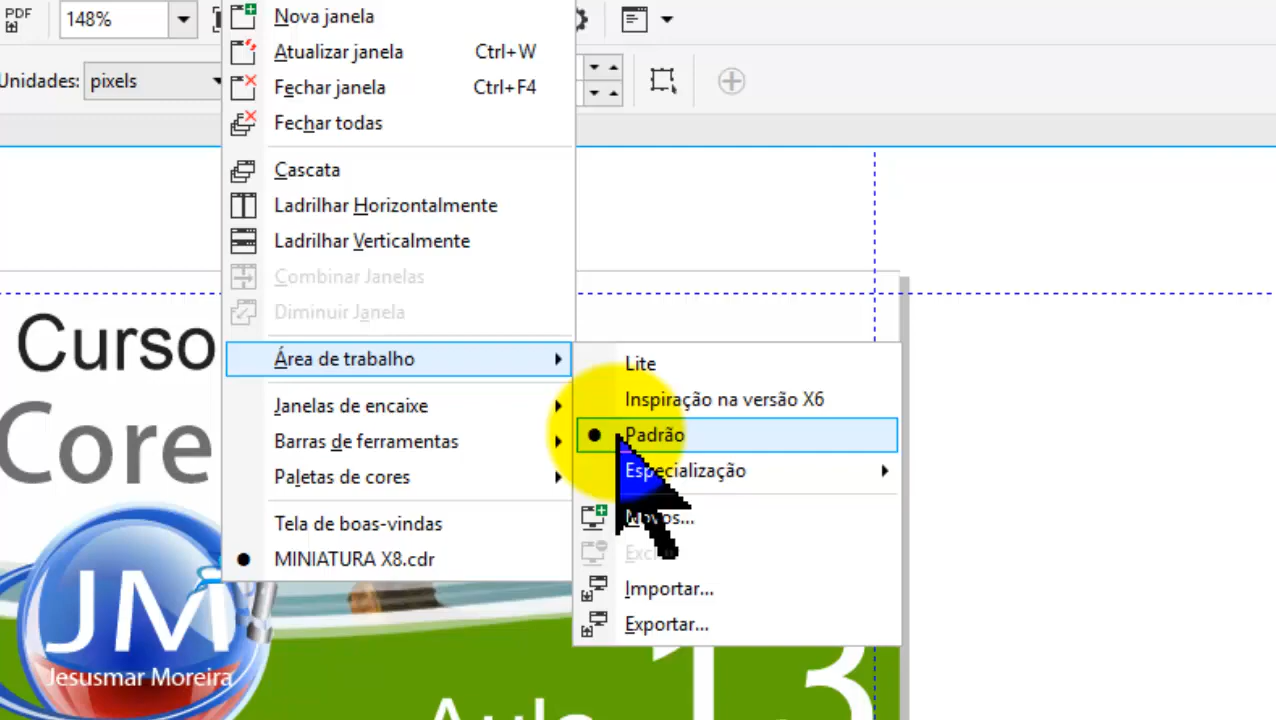 PDF
148%
Unidades: pixels
Nova janela
Atualizar janela Ctrl+W
Fechar janela Ctrl+F4
Fechar todas
Cascata
Ladrilhar Horizontalmente
Ladrilhar Verticalmente
Combinar Janelas
Diminuir Janela
Área de trabalho
Janelas de encaixe
Barras de ferramentas
Paletas de cores
Tela de boas-vindas
MINIATURA X8.cdr
Lite
Inspiração na versão X6
Padrão
Especialização
Novos...
Importar...
Exportar...
Curso
Core
JM
Jesusmar Moreira
Aula 13